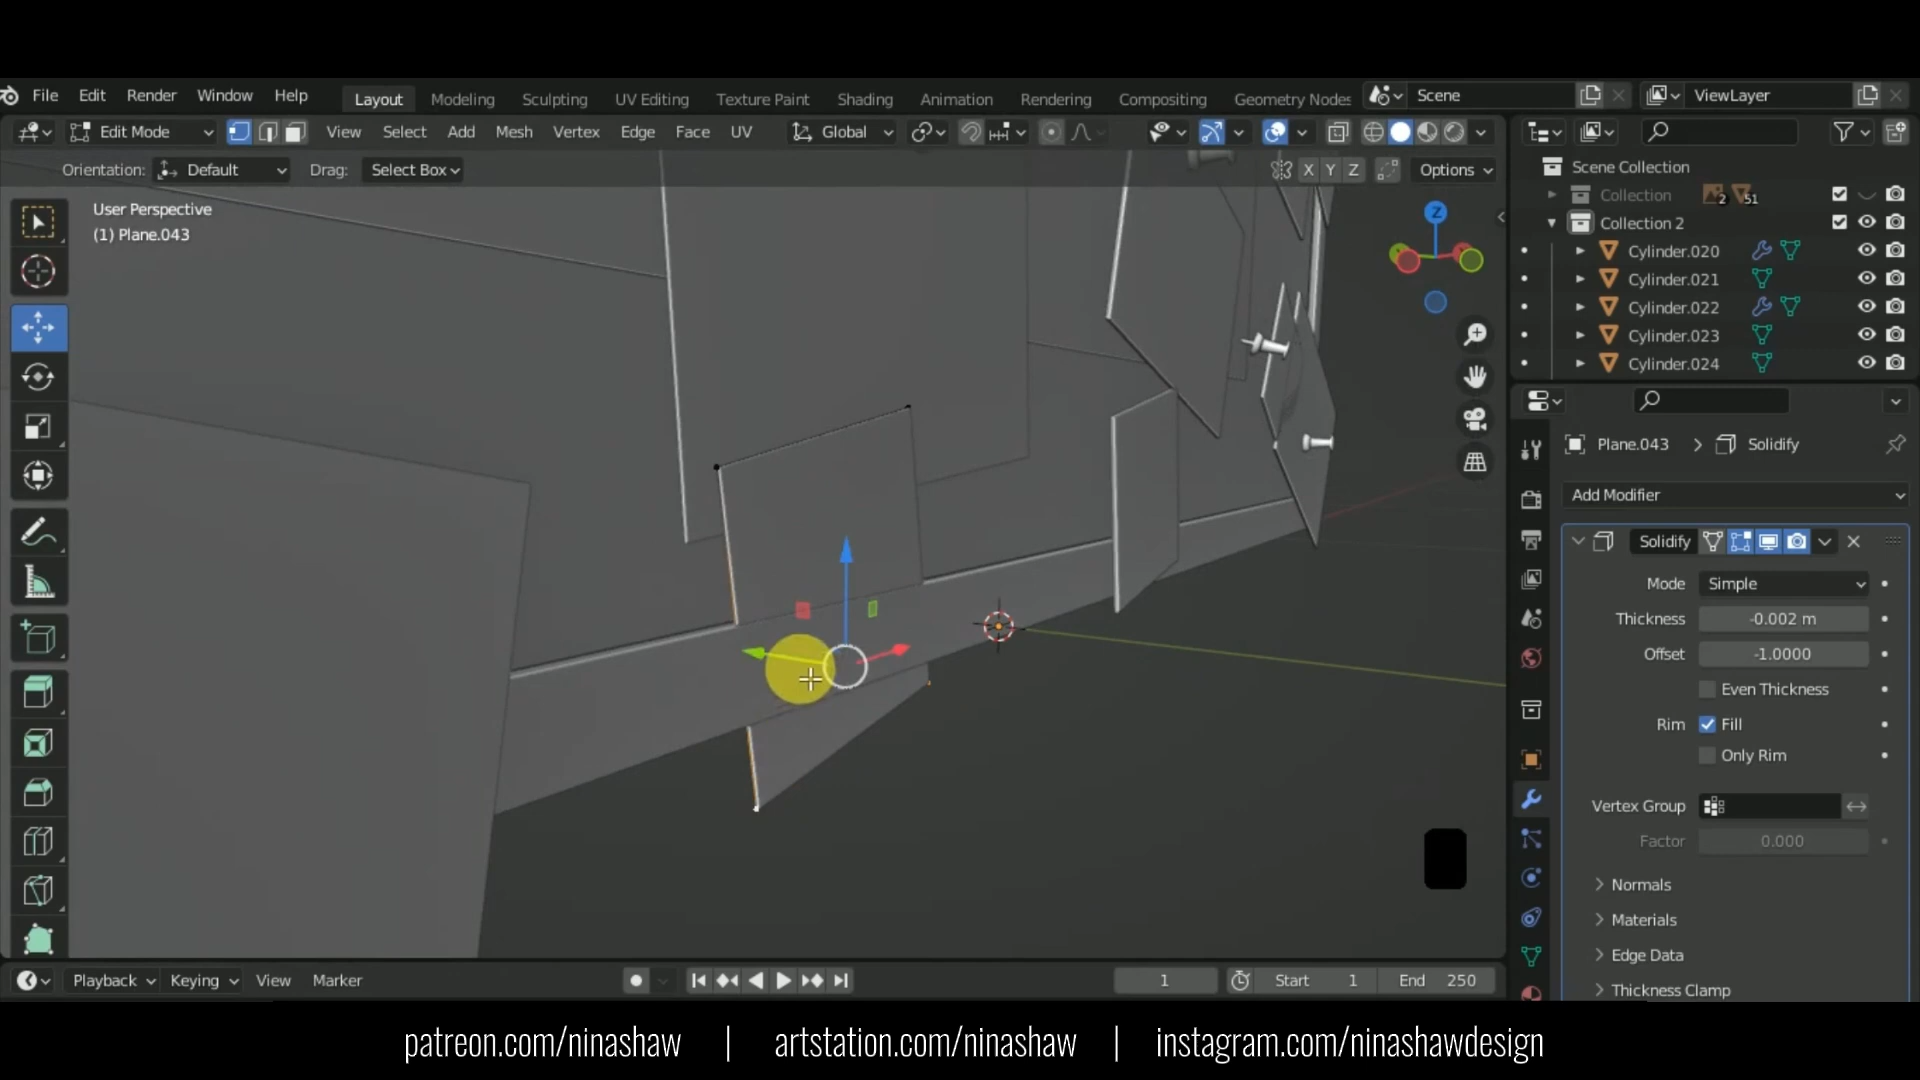 File Edit Render Window Help Layout Modeling Sculpting UV Editing Texture Paint Shading Animation Rendering Compositing Geometry Nodes Scene ViewLayer
Edit Mode View Select Add Mesh Vertex Edge Face UV Global
Orientation: Default Drag: Select Box X Y Z Options
Scene Collection
Collection 2 51
Collection 2
Cylinder.020
Cylinder.021
Cylinder.022
Cylinder.023
Cylinder.024
User Perspective
(1) Plane.043
Z
Plane.043 > Solidify
Add Modifier
Solidify
Mode Simple
Thickness -0.002 m
Offset -1.0000
Even Thickness
Rim Fill
Only Rim
Vertex Group
Factor 0.000
Normals
Materials
Edge Data
Thickness Clamp
Playback Keying View Marker 1 Start 1 End 250
patreon.com/ninashaw | artstation.com/ninashaw | instagram.com/ninashawdesign